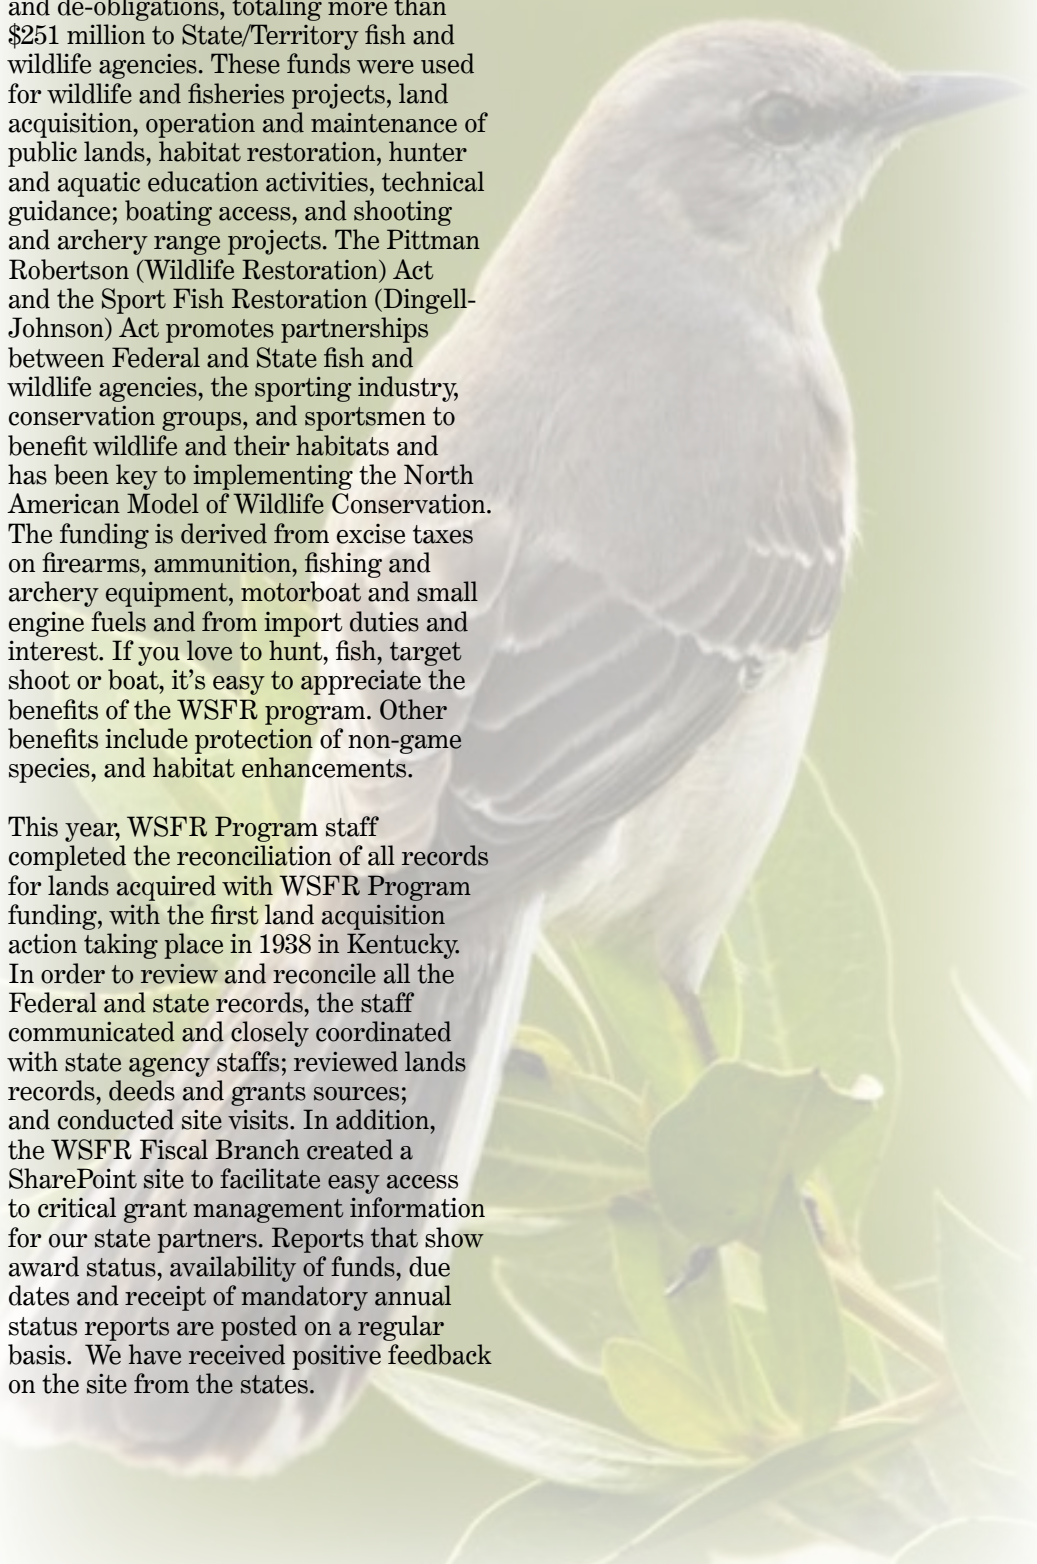 and de-obligations, totaling more than
$251 million to State/Territory fish and
wildlife agencies. These funds were used
for wildlife and fisheries projects, land
acquisition, operation and maintenance of
public lands, habitat restoration, hunter
and aquatic education activities, technical
guidance; boating access, and shooting
and archery range projects. The Pittman
Robertson (Wildlife Restoration) Act
and the Sport Fish Restoration (Dingell-
Johnson) Act promotes partnerships
between Federal and State fish and
wildlife agencies, the sporting industry,
conservation groups, and sportsmen to
benefit wildlife and their habitats and
has been key to implementing the North
American Model of Wildlife Conservation.
The funding is derived from excise taxes
on firearms, ammunition, fishing and
archery equipment, motorboat and small
engine fuels and from import duties and
interest. If you love to hunt, fish, target
shoot or boat, it’s easy to appreciate the
benefits of the WSFR program. Other
benefits include protection of non-game
species, and habitat enhancements.

This year, WSFR Program staff
completed the reconciliation of all records
for lands acquired with WSFR Program
funding, with the first land acquisition
action taking place in 1938 in Kentucky.
In order to review and reconcile all the
Federal and state records, the staff
communicated and closely coordinated
with state agency staffs; reviewed lands
records, deeds and grants sources;
and conducted site visits. In addition,
the WSFR Fiscal Branch created a
SharePoint site to facilitate easy access
to critical grant management information
for our state partners. Reports that show
award status, availability of funds, due
dates and receipt of mandatory annual
status reports are posted on a regular
basis.  We have received positive feedback
on the site from the states.